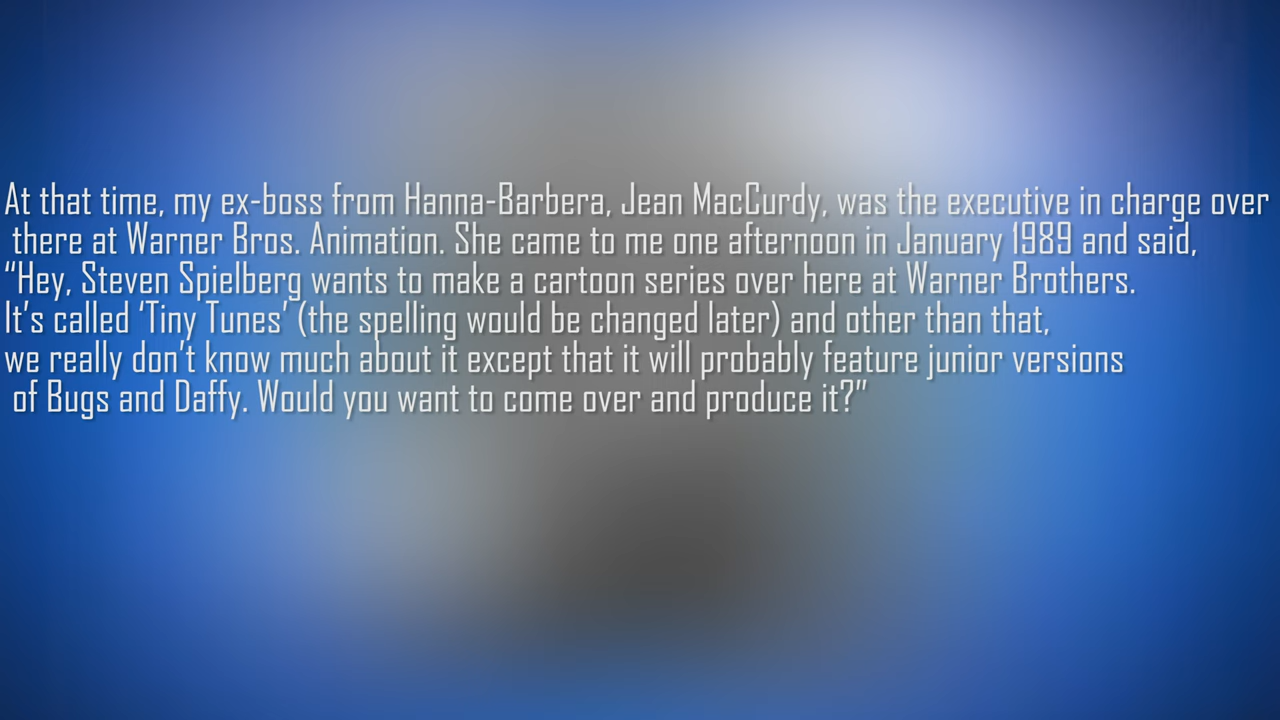 At that time, my ex-boss from Hanna-Barbera, Jean MacCurdy, was the executive in charge over
there at Warner Bros. Animation. She came to me one afternoon in January 1989 and said,
“Hey, Steven Spielberg wants to make a cartoon series over here at Warner Brothers.
It’s called ‘Tiny Tunes’ (the spelling would be changed later) and other than that,
we really don’t know much about it except that it will probably feature junior versions
of Bugs and Daffy. Would you want to come over and produce it?”